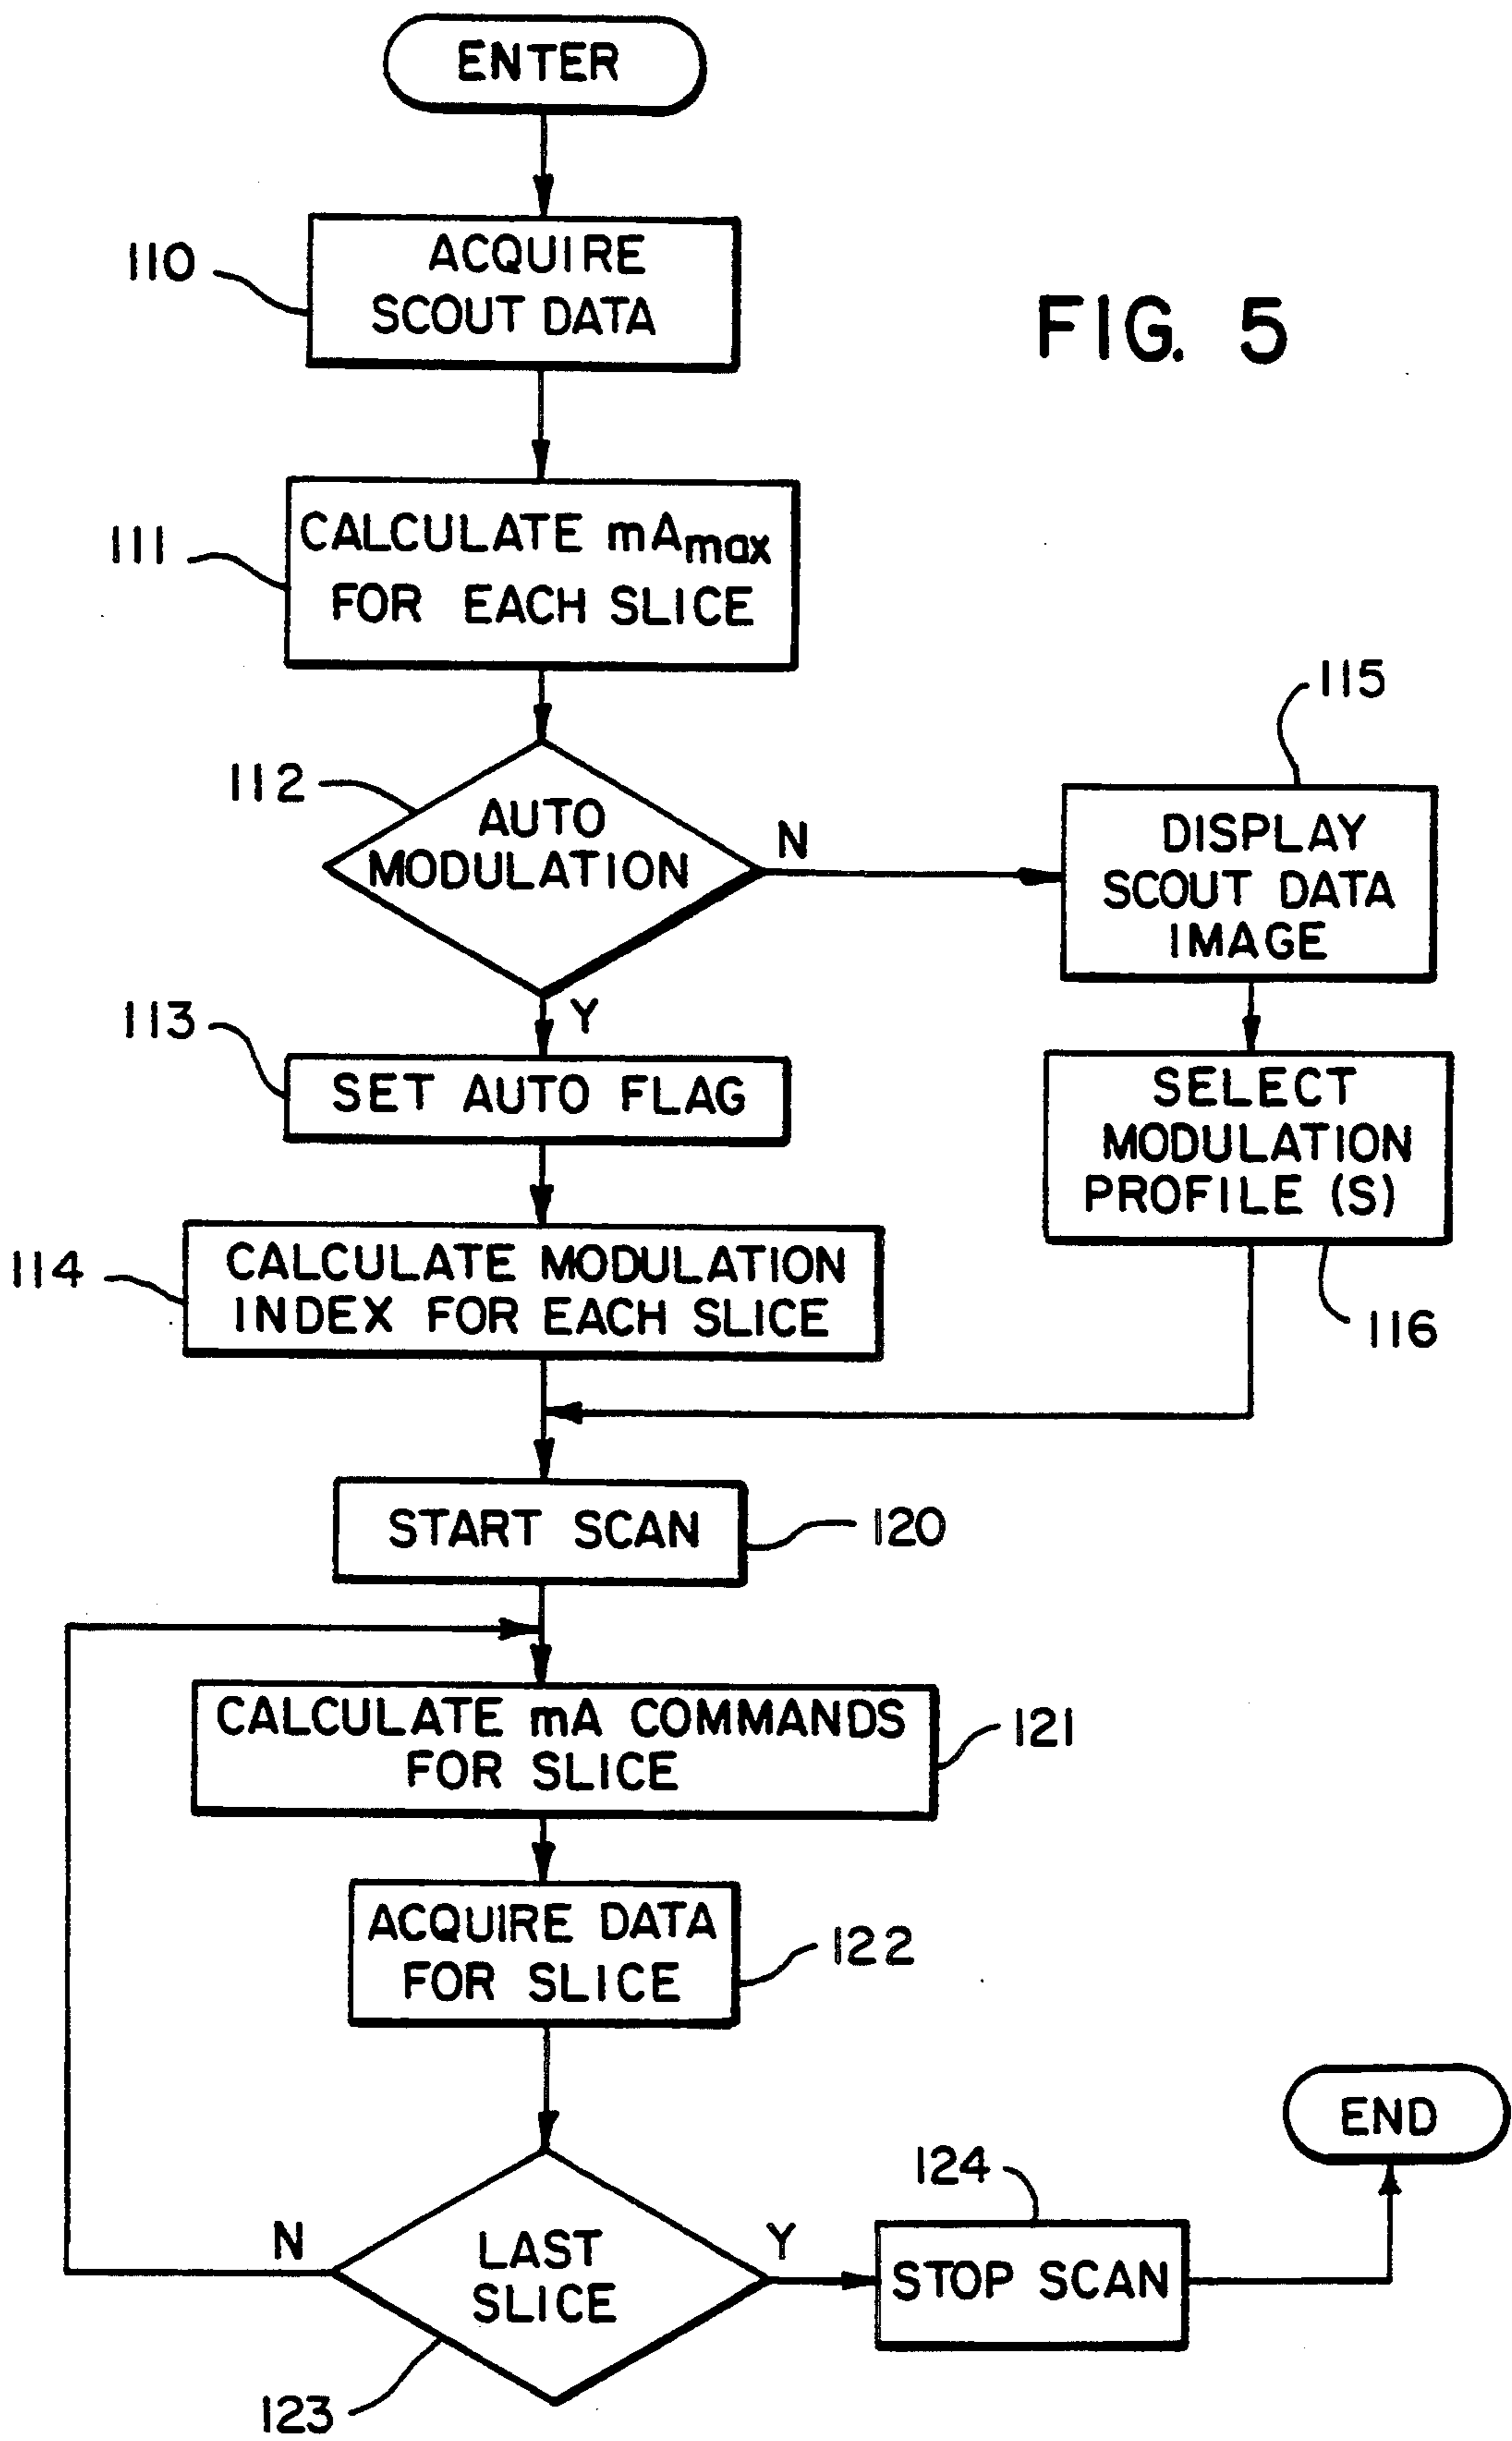 ENTER
110
ACQUIRE
SCOUT DATA
FIG. 5
111
CALCULATE mAmax
FOR EACH SLICE
115
112
AUTO
MODULATION
N
DISPLAY
SCOUT DATA
IMAGE
Y
113
SET AUTO FLAG
SELECT
MODULATION
PROFILE (S)
114
CALCULATE MODULATION
INDEX FOR EACH SLICE
116
START SCAN
120
CALCULATE mA COMMANDS
FOR SLICE
121
ACQUIRE DATA
FOR SLICE
122
END
124
N
LAST
SLICE
Y
STOP SCAN
123